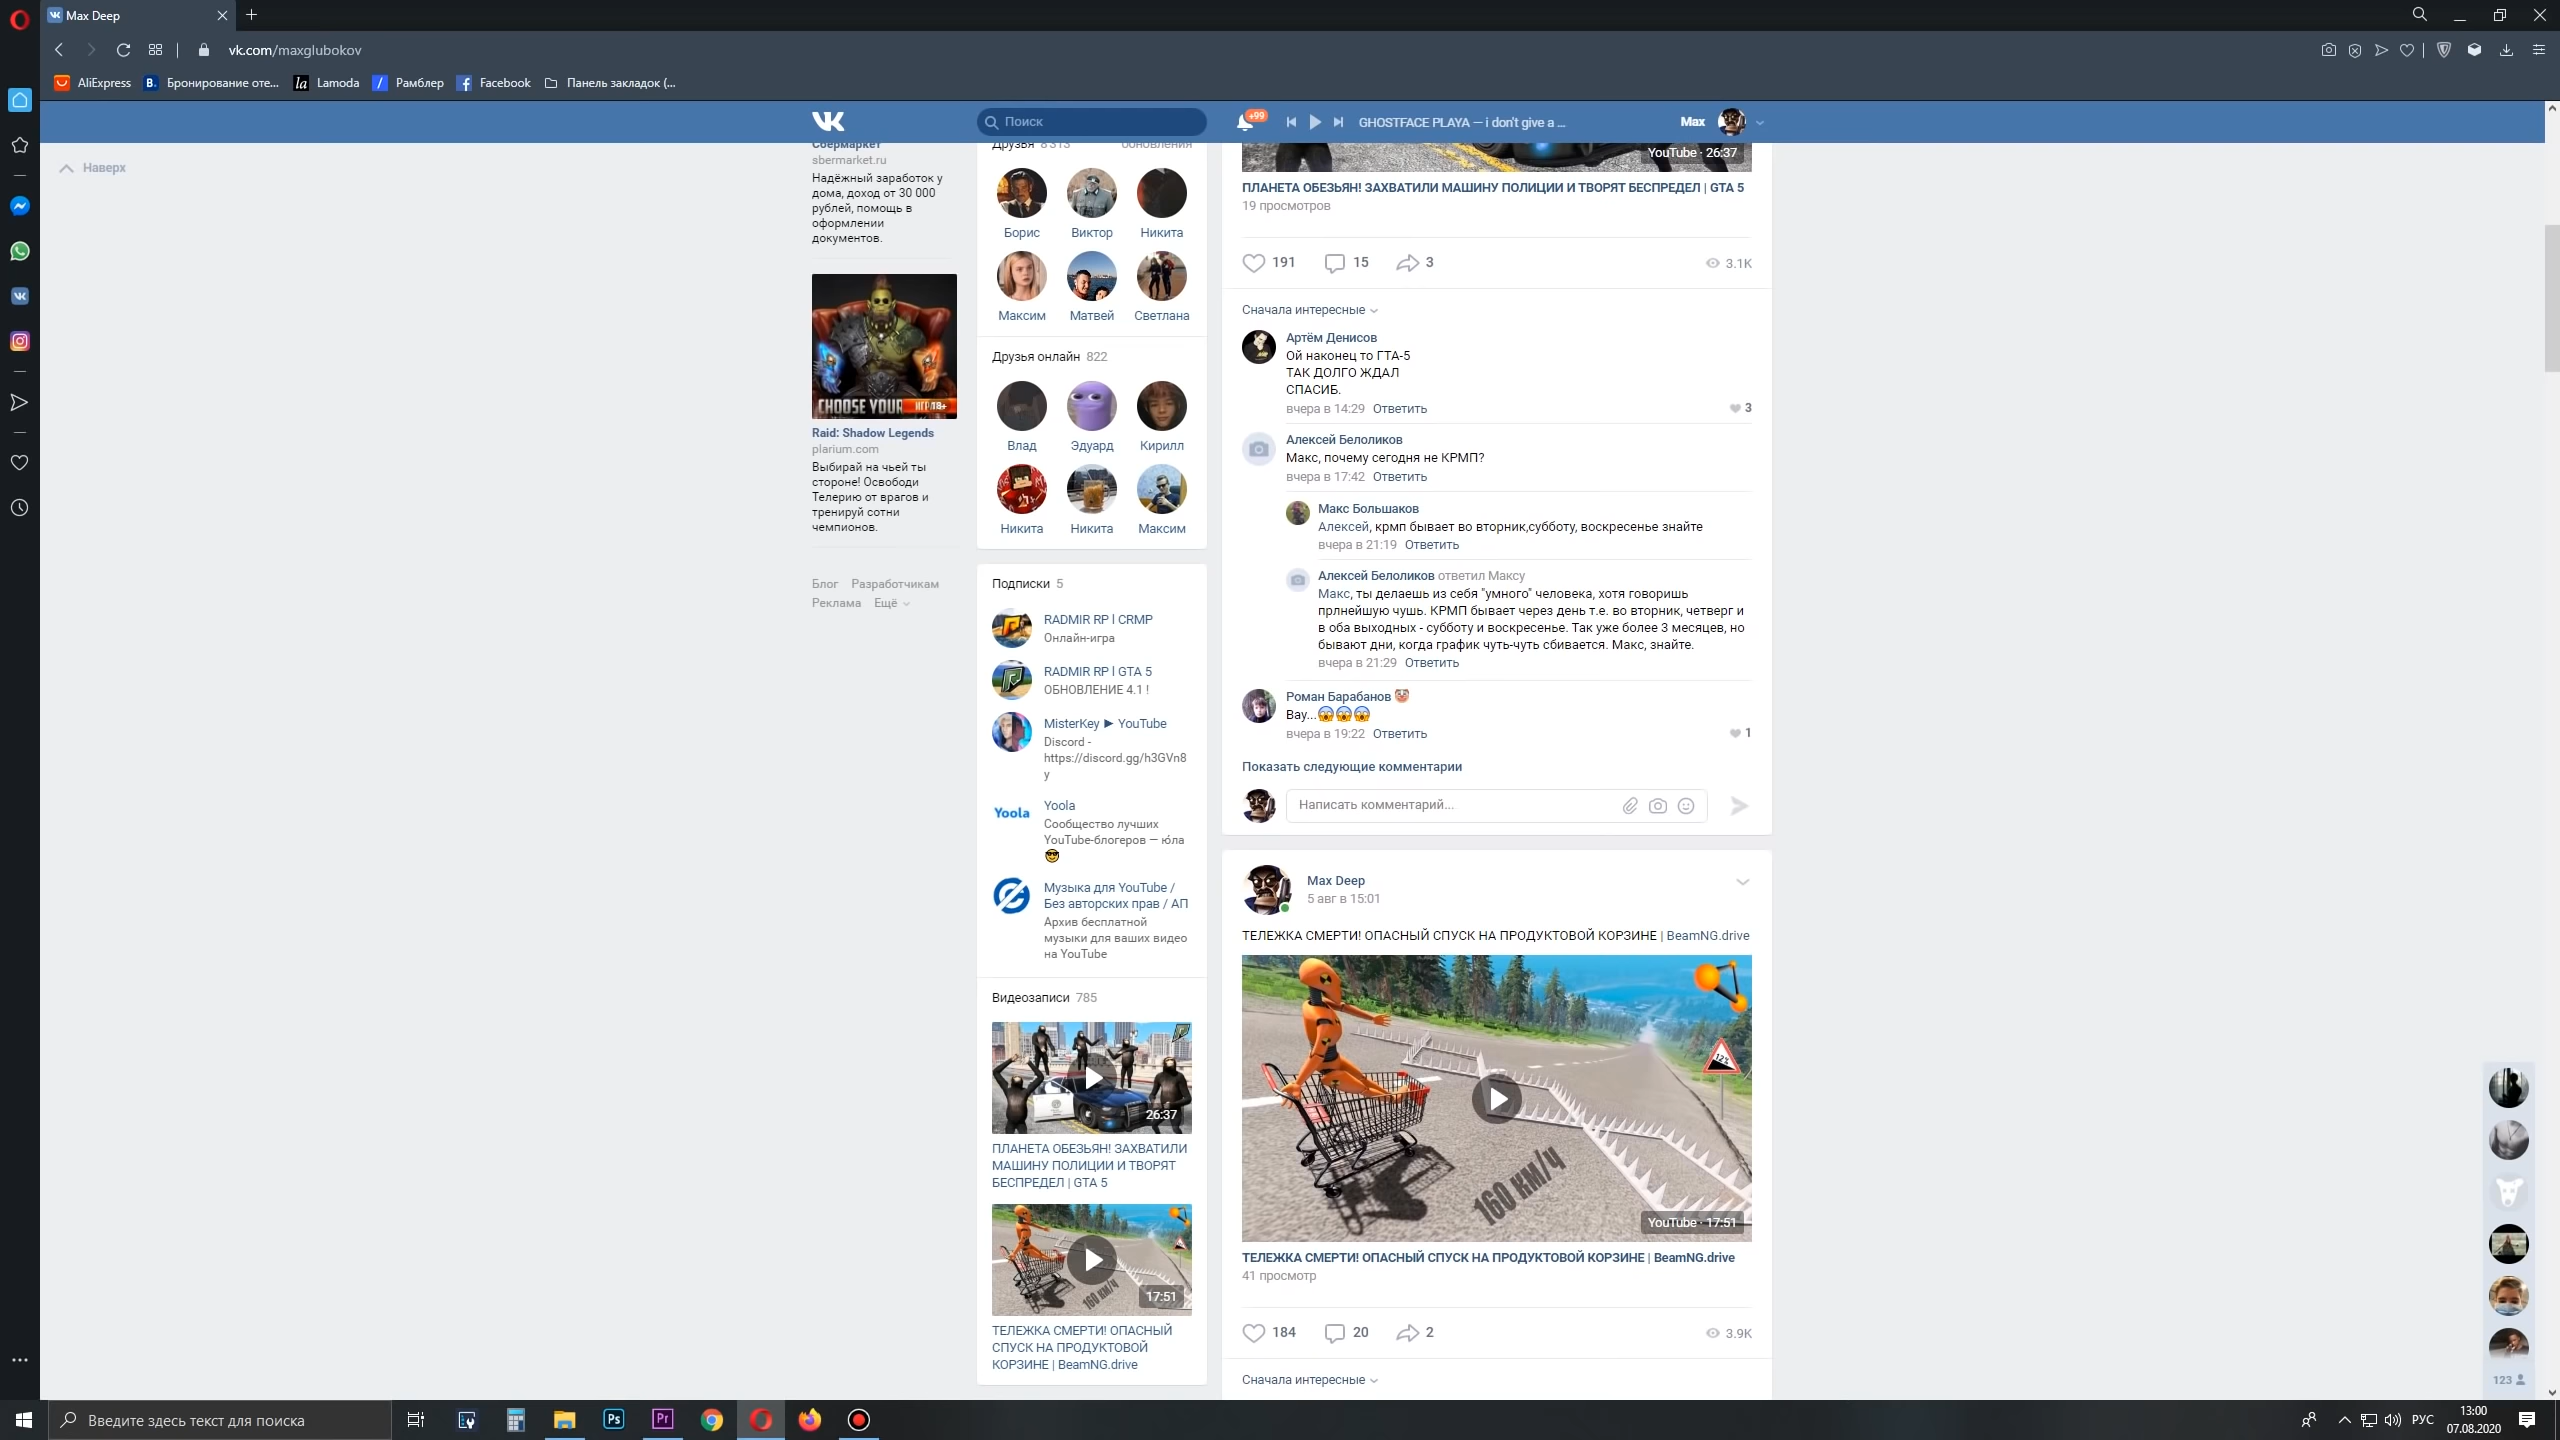 Max Deep
vk.com/maxglubokov
AliExpress
Бронирование оте...
Lamoda
Рамблер
Facebook
Панель закладок (...
Поиск
+99
GHOSTFACE PLAYA — i don't give a ...
Max
Наверх
Сбермаркет
sbermarket.ru
Надёжный заработок у
дома, доход от 30 000
рублей, помощь в
оформлении
документов.
CHOOSE YOUR
18+
Raid: Shadow Legends
plarium.com
Выбирай на чьей ты
стороне! Освободи
Телерию от врагов и
тренируй сотни
чемпионов.
Блог Разработчикам
Реклама Ещё
Друзья 8 313 обновления
Борис Виктор Никита
Максим Матвей Светлана
Друзья онлайн 822
Влад Эдуард Кирилл
Никита Никита Максим
Подписки 5
RADMIR RP l CRMP
Онлайн-игра
RADMIR RP l GTA 5
ОБНОВЛЕНИЕ 4.1 !
MisterKey ► YouTube
Discord -
https://discord.gg/h3GVn8
y
Yoola
Yoola
Сообщество лучших
YouTube-блогеров — юла
😎
Музыка для YouTube /
Без авторских прав / АП
Архив бесплатной
музыки для ваших видео
на YouTube
Видеозаписи 785
26:37
ПЛАНЕТА ОБЕЗЬЯН! ЗАХВАТИЛИ
МАШИНУ ПОЛИЦИИ И ТВОРЯТ
БЕСПРЕДЕЛ | GTA 5
160 КМ/Ч
17:51
ТЕЛЕЖКА СМЕРТИ! ОПАСНЫЙ
СПУСК НА ПРОДУКТОВОЙ
КОРЗИНЕ | BeamNG.drive
YouTube · 26:37
ПЛАНЕТА ОБЕЗЬЯН! ЗАХВАТИЛИ МАШИНУ ПОЛИЦИИ И ТВОРЯТ БЕСПРЕДЕЛ | GTA 5
19 просмотров
191 15 3 3.1K
Сначала интересные
Артём Денисов
Ой наконец то ГТА-5
ТАК ДОЛГО ЖДАЛ
СПАСИБ.
вчера в 14:29 Ответить 3
Алексей Белоликов
Макс, почему сегодня не КРМП?
вчера в 17:42 Ответить
Макс Большаков
Алексей, крмп бывает во вторник,субботу, воскресенье знайте
вчера в 21:19 Ответить
Алексей Белоликов ответил Максу
Макс, ты делаешь из себя "умного" человека, хотя говоришь
прлнейшую чушь. КРМП бывает через день т.е. во вторник, четверг и
в оба выходных - субботу и воскресенье. Так уже более 3 месяцев, но
бывают дни, когда график чуть-чуть сбивается. Макс, знайте.
вчера в 21:29 Ответить
Роман Барабанов 🤡
Вау...😱😱😱
вчера в 19:22 Ответить 1
Показать следующие комментарии
Написать комментарий...
Max Deep
5 авг в 15:01
ТЕЛЕЖКА СМЕРТИ! ОПАСНЫЙ СПУСК НА ПРОДУКТОВОЙ КОРЗИНЕ | BeamNG.drive
12%
160 КМ/Ч
YouTube · 17:51
ТЕЛЕЖКА СМЕРТИ! ОПАСНЫЙ СПУСК НА ПРОДУКТОВОЙ КОРЗИНЕ | BeamNG.drive
41 просмотр
184 20 2 3.9K
Сначала интересные
123
Введите здесь текст для поиска
Ps
Pr
РУС
13:00
07.08.2020